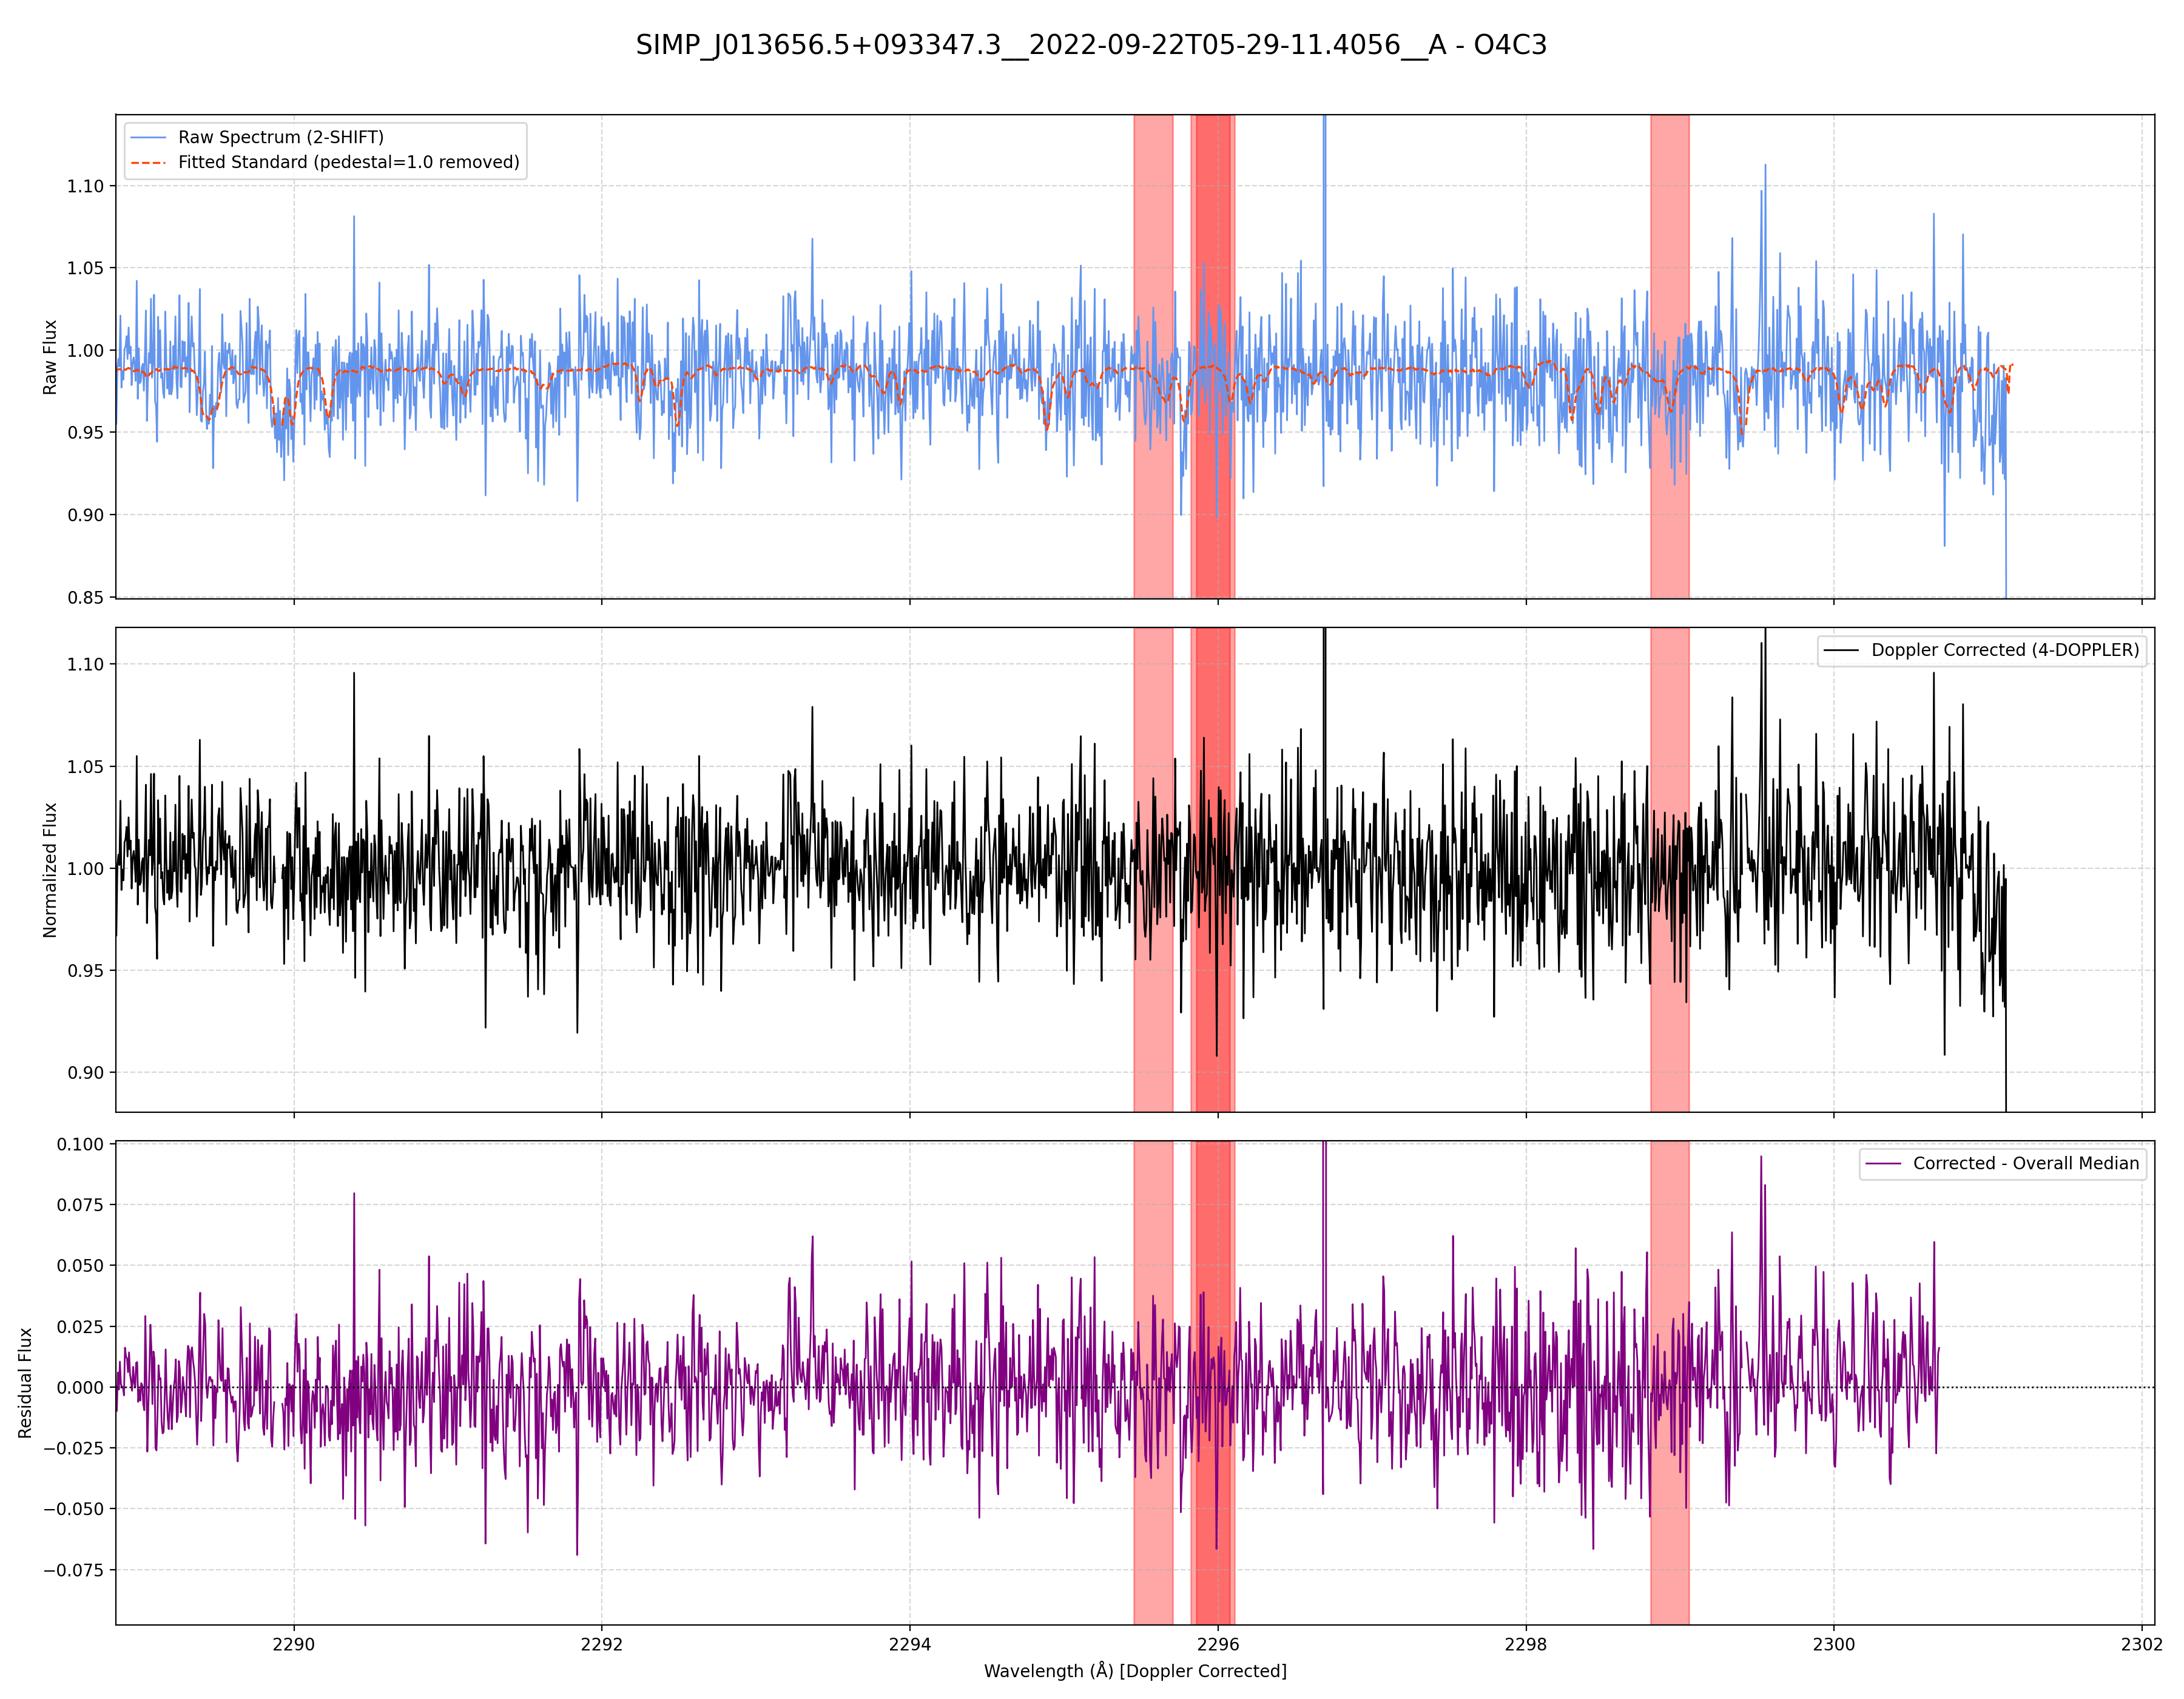 SIMP_J013656.5+093347.3__2022-09-22T05-29-11.4056__A - O4C3
Raw Spectrum (2-SHIFT)
Fitted Standard (pedestal=1.0 removed)
Raw Flux
1.10
1.05
1.00
0.95
0.90
0.85
Doppler Corrected (4-DOPPLER)
Normalized Flux
1.10
1.05
1.00
0.95
0.90
Corrected - Overall Median
Residual Flux
0.100
0.075
0.050
0.025
0.000
−0.025
−0.050
−0.075
2290 2292 2294 2296 2298 2300 2302
Wavelength (Å) [Doppler Corrected]